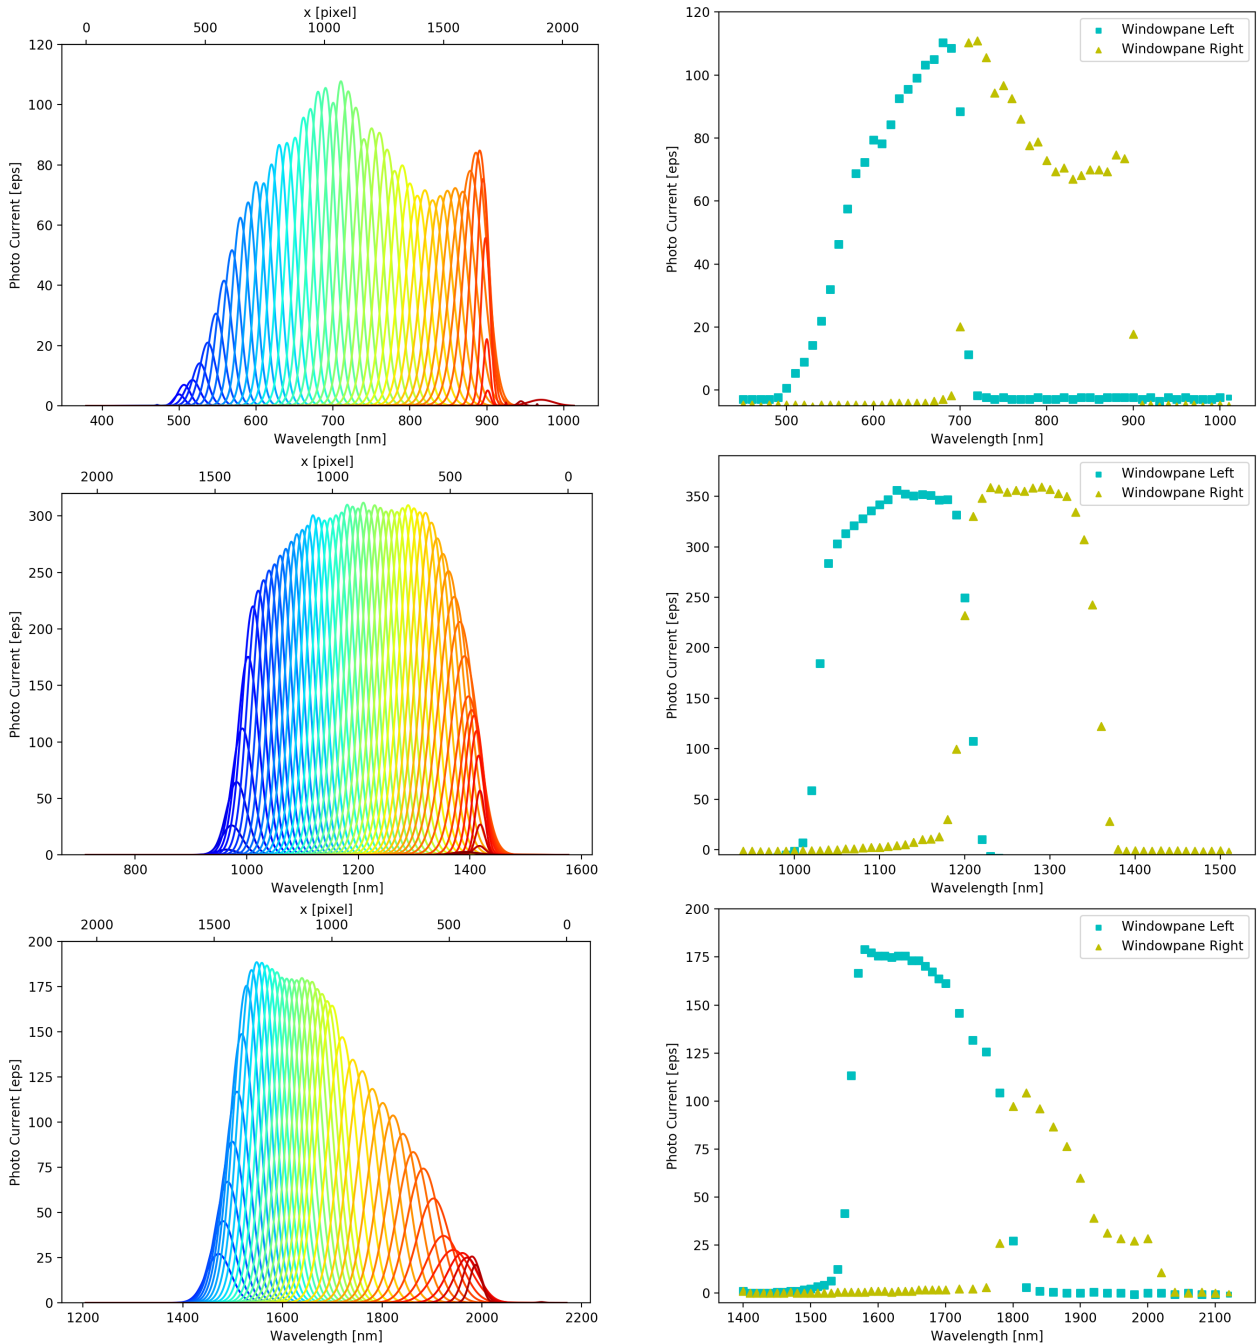 x [pixel]
0 500 1000 1500 2000
120
100
80
60
40
20
0
Photo Current [eps]
400 500 600 700 800 900 1000
Wavelength [nm]
120
100
80
60
40
20
0
Photo Current [eps]
Windowpane Left
Windowpane Right
500 600 700 800 900 1000
Wavelength [nm]
x [pixel]
2000 1500 1000 500 0
300
250
200
150
100
50
0
Photo Current [eps]
800 1000 1200 1400 1600
Wavelength [nm]
350
300
250
200
150
100
50
0
Photo Current [eps]
Windowpane Left
Windowpane Right
1000 1100 1200 1300 1400 1500
Wavelength [nm]
x [pixel]
2000 1500 1000 500 0
200
175
150
125
100
75
50
25
0
Photo Current [eps]
1200 1400 1600 1800 2000 2200
Wavelength [nm]
200
175
150
125
100
75
50
25
0
Photo Current [eps]
Windowpane Left
Windowpane Right
1400 1500 1600 1700 1800 1900 2000 2100
Wavelength [nm]